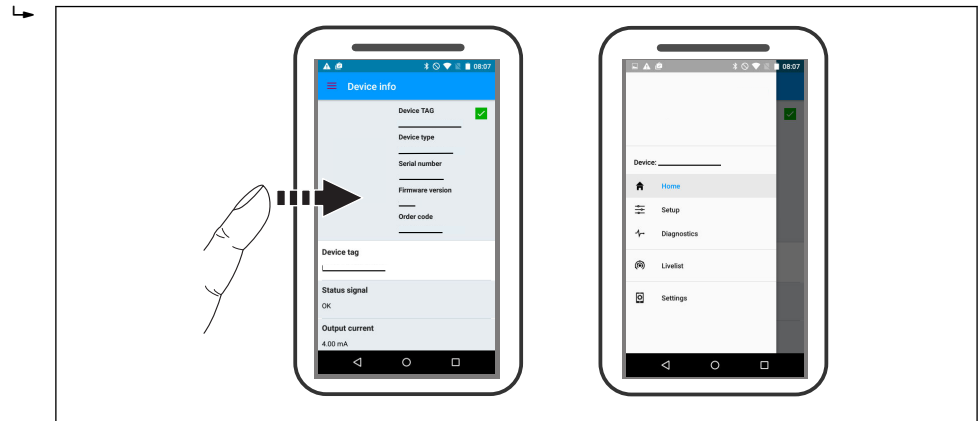 08:07
Device info
Device TAG
Device type
Serial number
Firmware version
Order code
Device tag
Status signal
OK
Output current
4.00 mA
08:07
Device:
Home
Setup
Diagnostics
Livelist
Settings